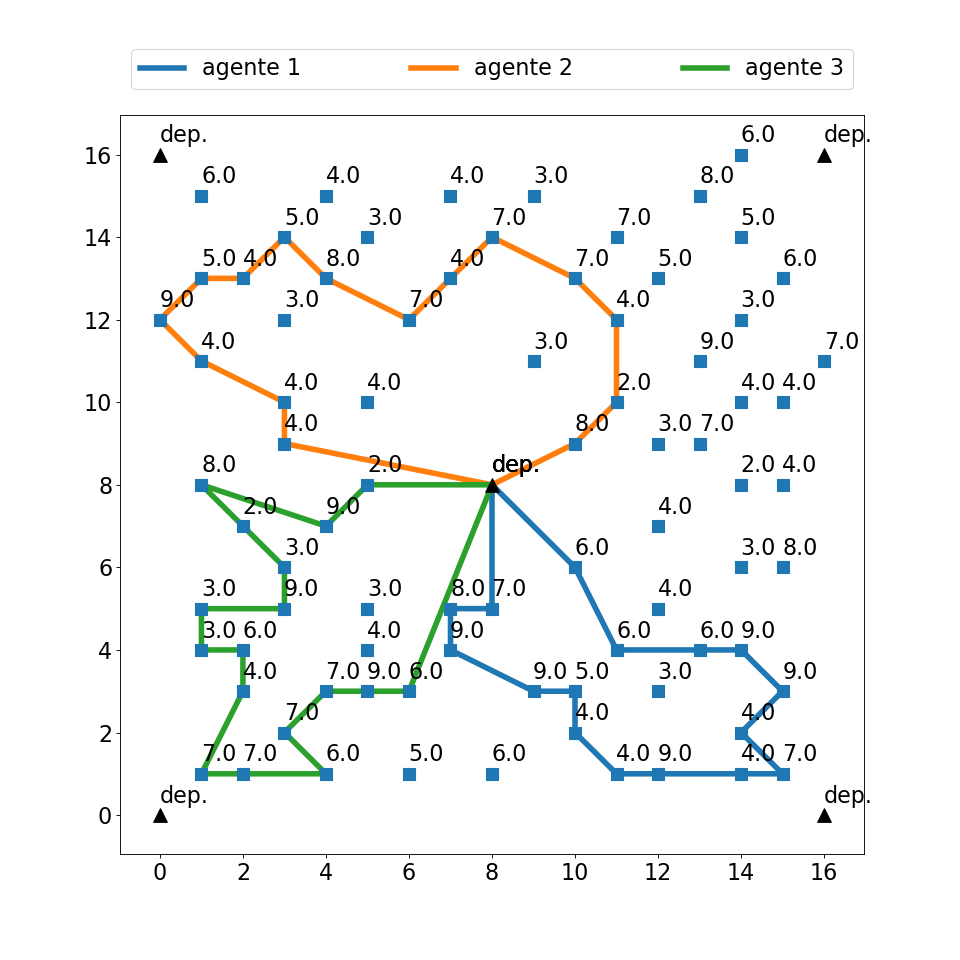 agente 1 agente 2 agente 3
6.0
dep. dep.
16
6.0 4.0 4.0 3.0 8.0
5.0 3.0 7.0 7.0 5.0
14
5.0 4.0 8.0 4.0 7.0 5.0 6.0
9.0 3.0 7.0 4.0 3.0
12
4.0 3.0 9.0 7.0
4.0 4.0 2.0 4.0 4.0
10
4.0 8.0 3.0 7.0
8.0 2.0 dep. 2.0 4.0
8
2.0 9.0 4.0
3.0 6.0 3.0 8.0
6
3.0 9.0 3.0 8.0 7.0 4.0
3.0 6.0 4.0 9.0 6.0 6.0 9.0
4
4.0 7.0 9.0 6.0 9.0 5.0 3.0 9.0
7.0 4.0 4.0
2
7.0 7.0 6.0 5.0 6.0 4.0 9.0 4.0 7.0
dep. dep.
0
0 2 4 6 8 10 12 14 16